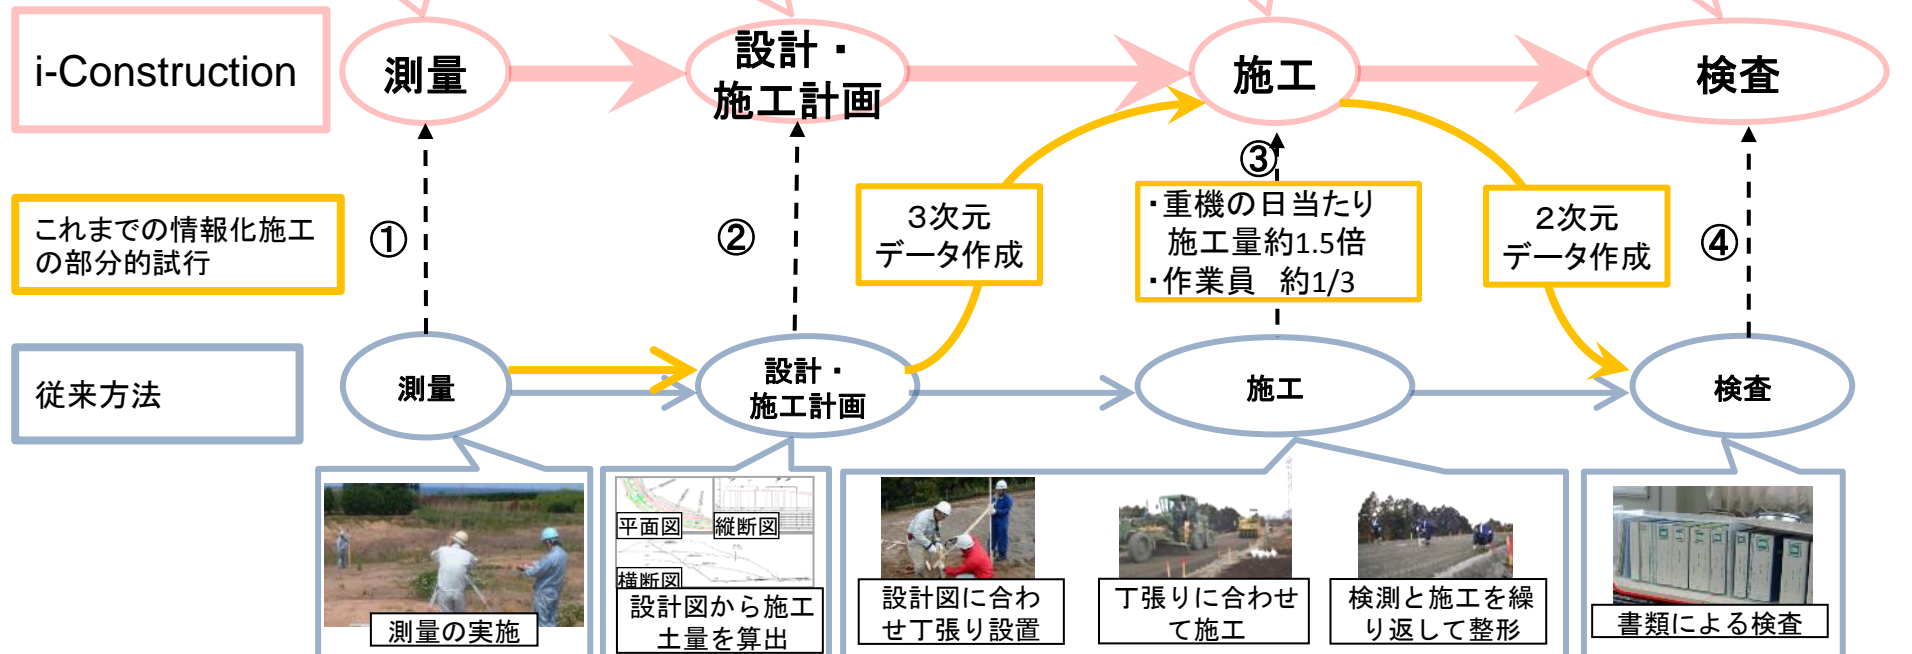 i-Construction
測量
設計・
施工計画
施工
検査
これまでの情報化施工
の部分的試行
①
②
3次元
データ作成
③
・重機の日当たり
施工量約1.5倍
・作業員 約1/3
2次元
データ作成
④
従来方法
測量
設計・
施工計画
施工
検査
測量の実施
平面図
縦断図
横断図
設計図から施工
土量を算出
設計図に合わ
せ丁張り設置
丁張りに合わせ
て施工
検測と施工を繰
り返して整形
書類による検査